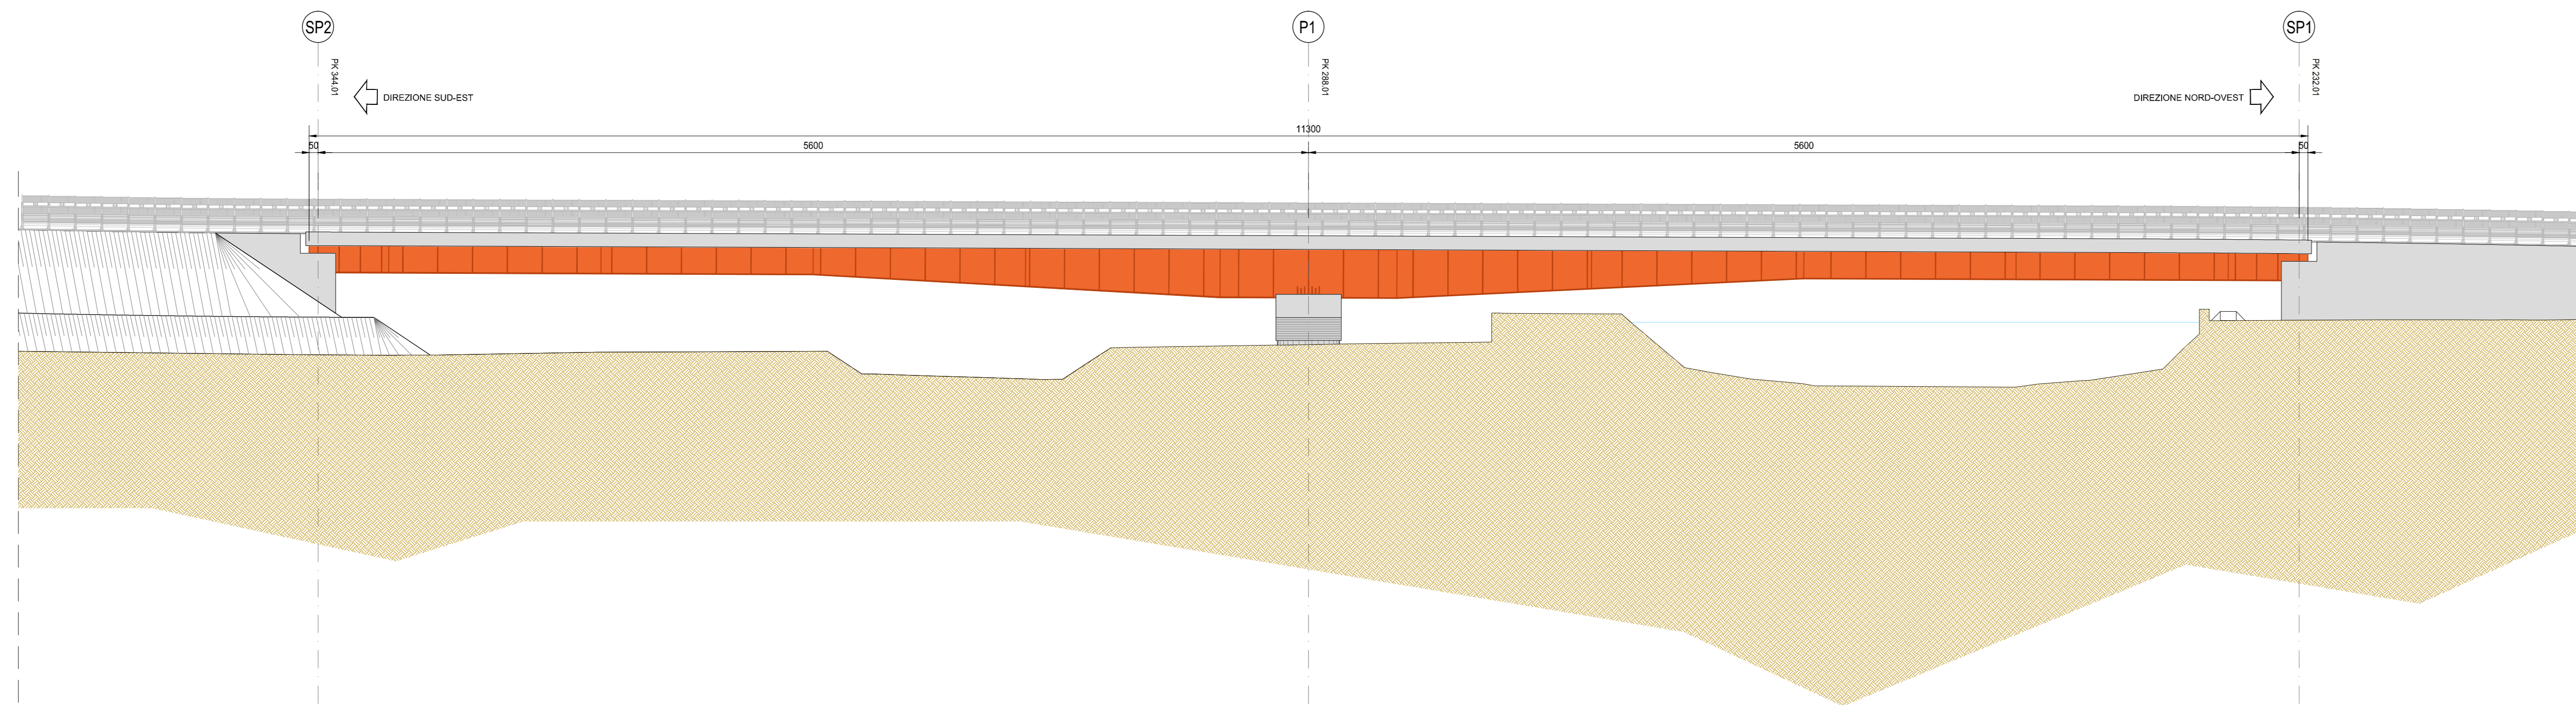 SP2
P1
SP1
PK 344.01
PK 288.01
PK 232.01
DIREZIONE SUD-EST
DIREZIONE NORD-OVEST
11300
50
5600
5600
50